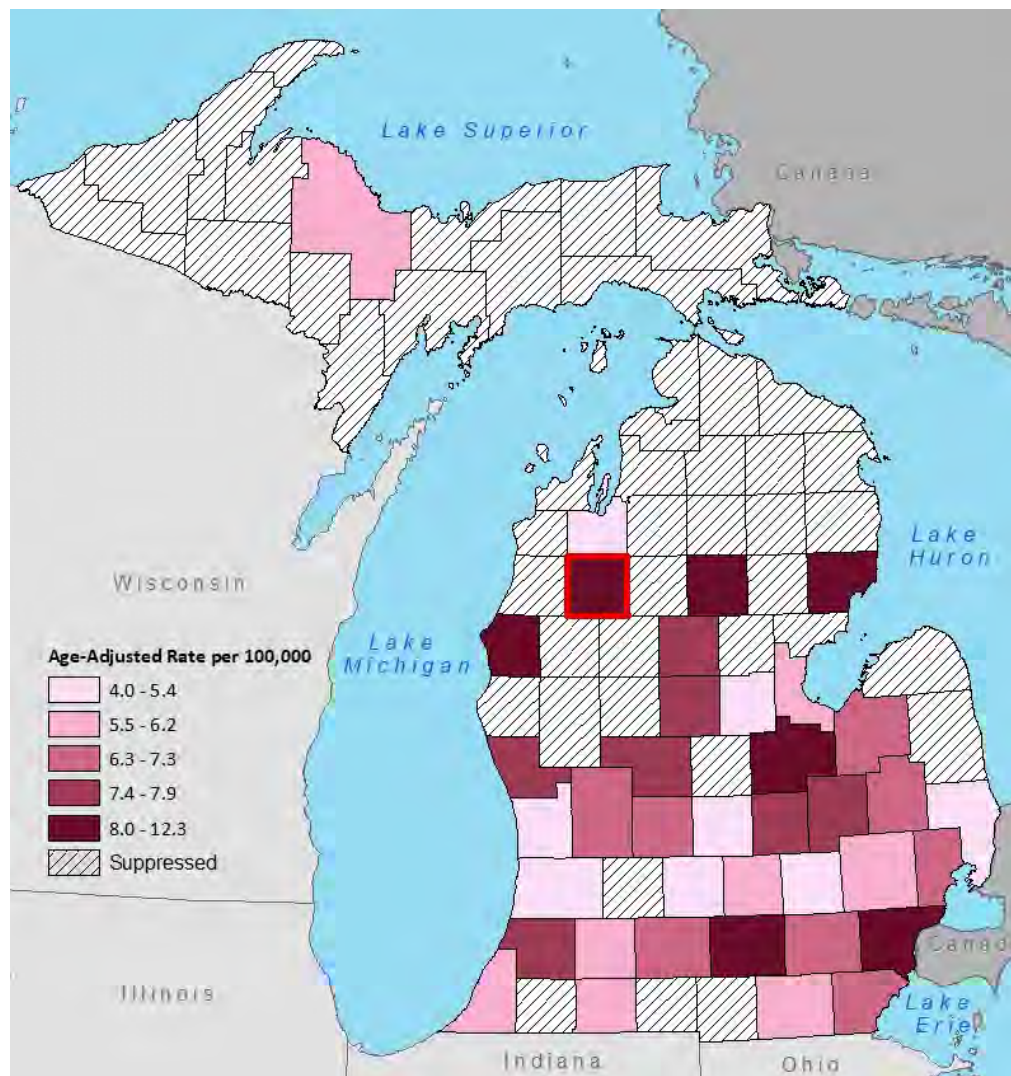 Lake Superior
Canada
Lake
Huron
Wisconsin
Lake
Michigan
Age-Adjusted Rate per 100,000
4.0 - 5.4
5.5 - 6.2
6.3 - 7.3
7.4 - 7.9
8.0 - 12.3
Suppressed
Canad
Illinois
Lake
Erie
Indiana
Ohio